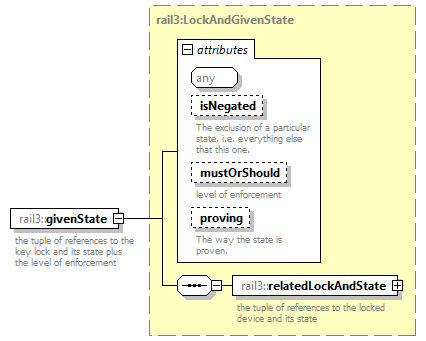 rail3:LockAndGivenState
attributes
any
isNegated
The exclusion of a particular
state, i.e. everything else
that this one.
mustOrShould
level of enforcement
proving
The way the state is
proven.
rail3::givenState
the tuple of references to the
key lock and its state plus
the level of enforcement
rail3::relatedLockAndState
the tuple of references to the locked
device and its state